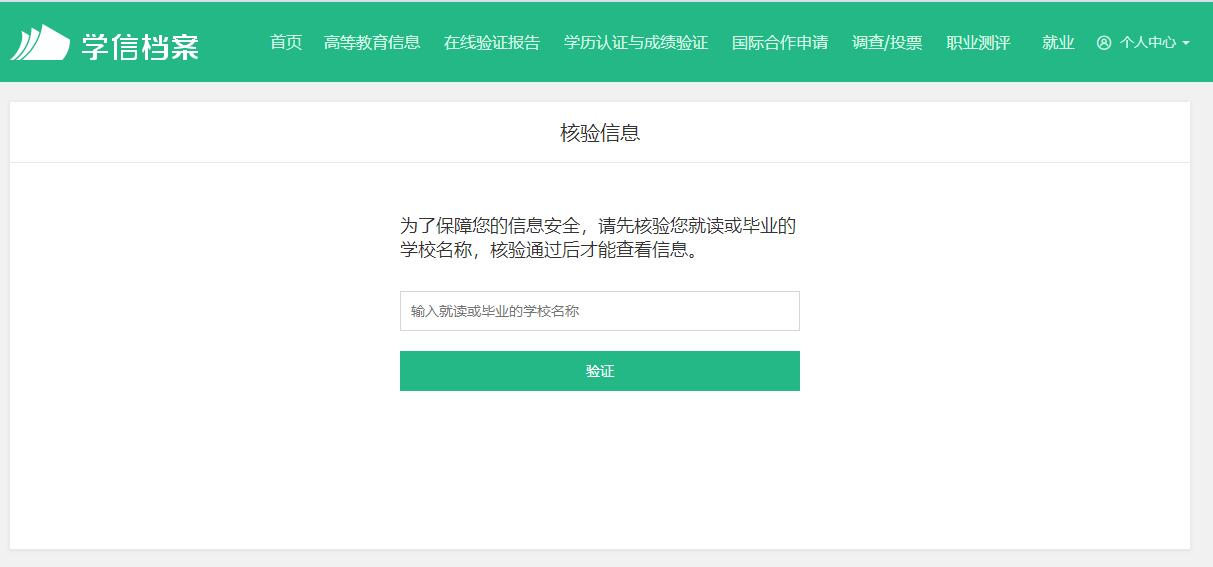 学信档案
首页 高等教育信息 在线验证报告 学历认证与成绩验证 国际合作申请 调查/投票 职业测评 就业 个人中心
核验信息
为了保障您的信息安全，请先核验您就读或毕业的
学校名称，核验通过后才能查看信息。
输入就读或毕业的学校名称
验证